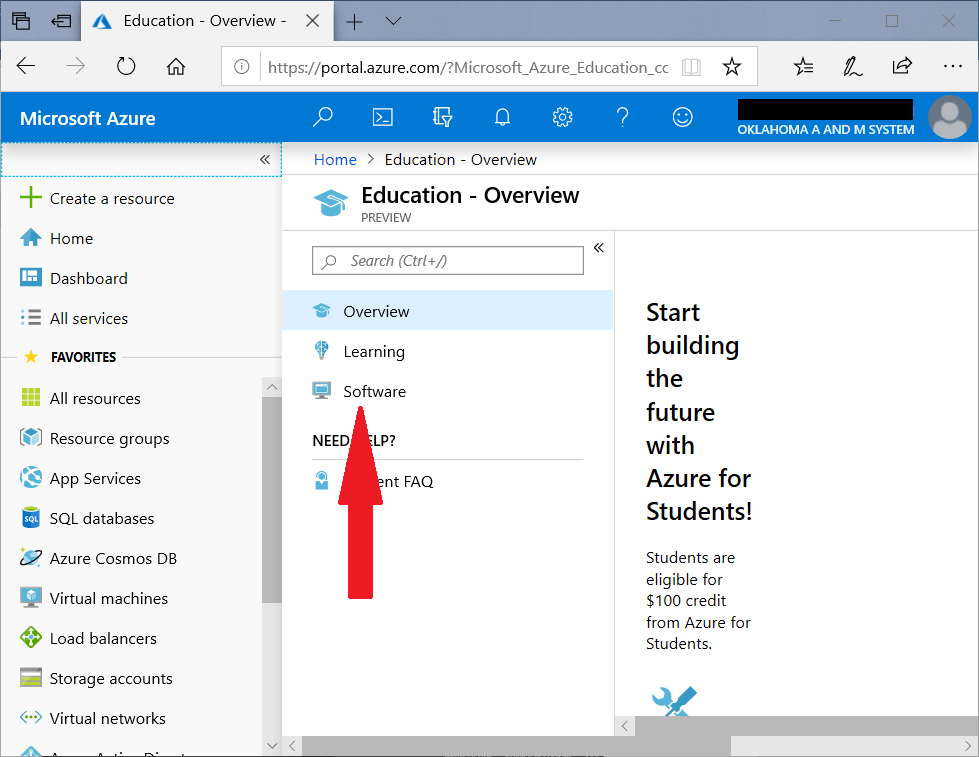 Education - Overview -
https://portal.azure.com/?Microsoft_Azure_Education_cc
Microsoft Azure
OKLAHOMA A AND M SYSTEM
Home > Education - Overview
Education - Overview
PREVIEW
Create a resource
Home
Dashboard
All services
FAVORITES
All resources
Resource groups
App Services
SQL databases
SQL
Azure Cosmos DB
Virtual machines
Load balancers
Storage accounts
Virtual networks
Search (Ctrl+/)
Overview
Learning
Software
NEED HELP?
ent FAQ
Start
building
the
future
with
Azure for
Students!
Students are
eligible for
$100 credit
from Azure for
Students.